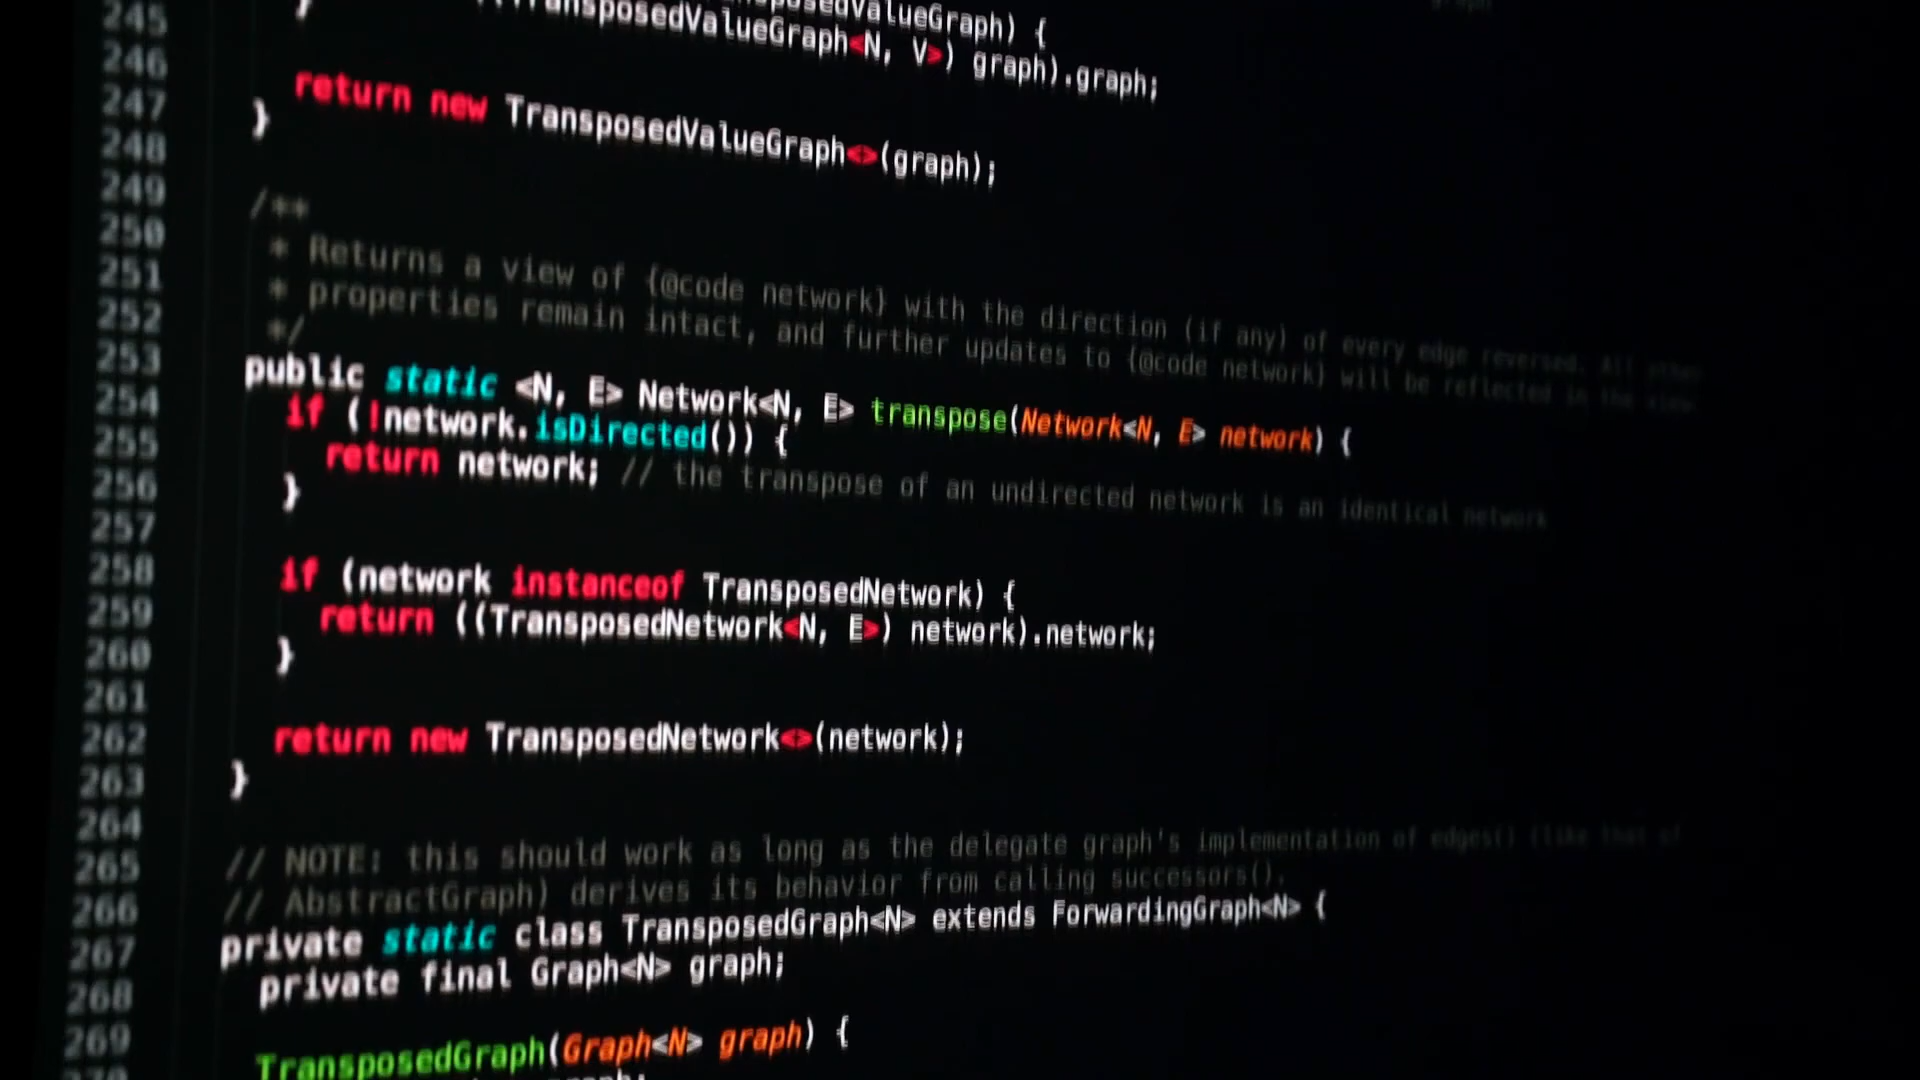 245
246
247
248
249
250
251
252
253
254
255
256
257
258
259
260
261
262
263
264
265
266
267
268
269
}
TransposedValueGraph) {
TransposedValueGraph<N, V>) graph).graph;
return new TransposedValueGraph<>(graph);
}
/**
* Returns a view of {@code network} with the direction (if any) of every edge reversed. All other
* properties remain intact, and further updates to {@code network} will be reflected in the view.
*/
public static <N, E> Network<N, E> transpose(Network<N, E> network) {
if (!network.isDirected()) {
return network; // the transpose of an undirected network is an identical network
}
if (network instanceof TransposedNetwork) {
return ((TransposedNetwork<N, E>) network).network;
}
return new TransposedNetwork<>(network);
}
// NOTE: this should work as long as the delegate graph's implementation of edges() (like that of
// AbstractGraph) derives its behavior from calling successors().
private static class TransposedGraph<N> extends ForwardingGraph<N> {
private final Graph<N> graph;
TransposedGraph(Graph<N> graph) {